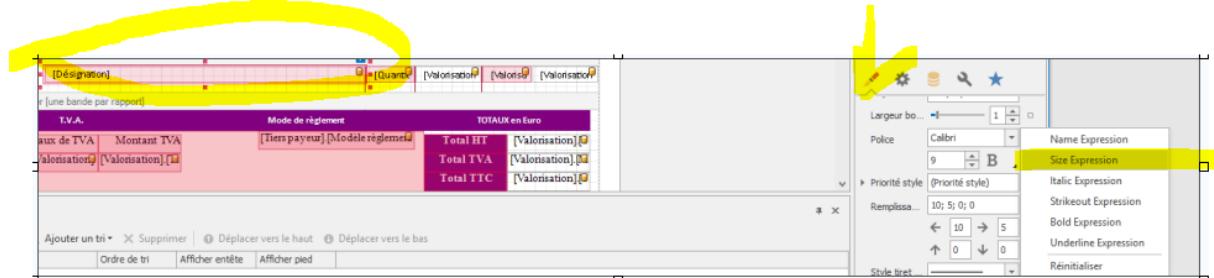 [Désignation]
[Quanti
[Valorisation
[Valoris
[Valorisation
r [une bande par rapport]
T.V.A.
Mode de règlement
TOTAUX en Euro
aux de TVA
Montant TVA
[Tiers payeur].[Modèle règlemen
Total HT
[Valorisation].[
Valorisation
[Valorisation].[
Total TVA
[Valorisation].[
Total TTC
[Valorisation].[
Ajouter un tri
Supprimer
Déplacer vers le haut
Déplacer vers le bas
Ordre de tri
Afficher entête
Afficher pied
Largeur bo...
1
Police
Calibri
9
B
Priorité style
(Priorité style)
Remplissa...
10; 5; 0; 0
10
5
0
0
Style tiret ...
Name Expression
Size Expression
Italic Expression
Strikeout Expression
Bold Expression
Underline Expression
Réinitialiser